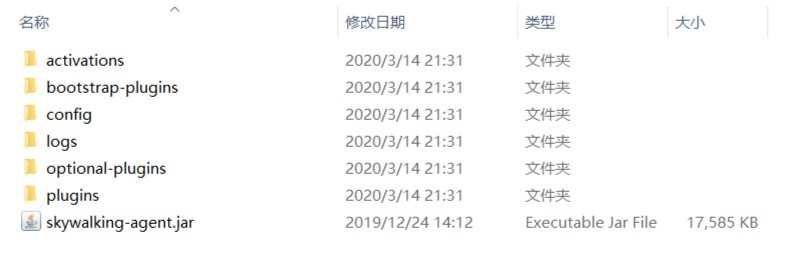 名称 修改日期 类型 大小
activations 2020/3/14 21:31 文件夹
bootstrap-plugins 2020/3/14 21:31 文件夹
config 2020/3/14 21:31 文件夹
logs 2020/3/14 21:31 文件夹
optional-plugins 2020/3/14 21:31 文件夹
plugins 2020/3/14 21:31 文件夹
skywalking-agent.jar 2019/12/24 14:12 Executable Jar File 17,585 KB